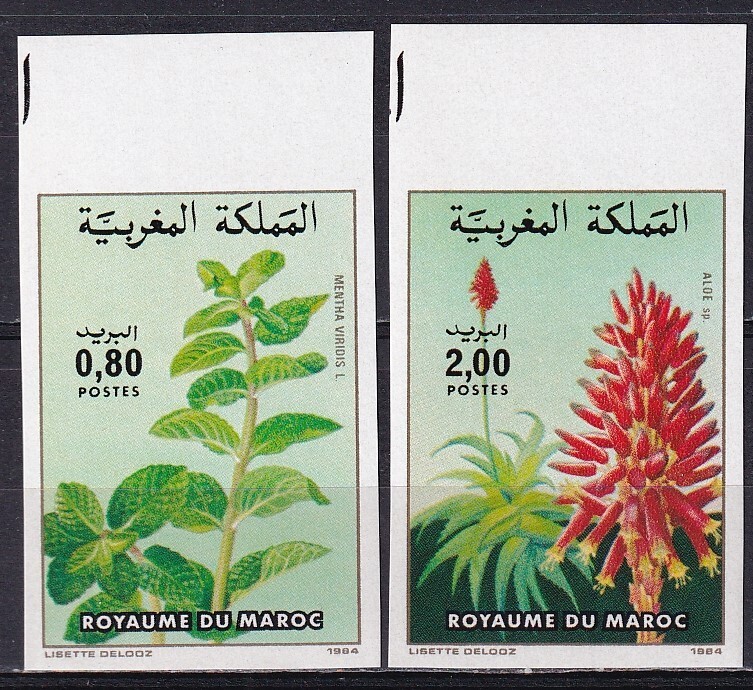 المملكة المغربية
MENTHA VIRIDIS L.
البريد
0,80
POSTES
ROYAUME DU MAROC
LISETTE DELOOZ 1984
المملكة المغربية
ALOE sp.
البريد
2,00
POSTES
ROYAUME DU MAROC
LISETTE DELOOZ 1984